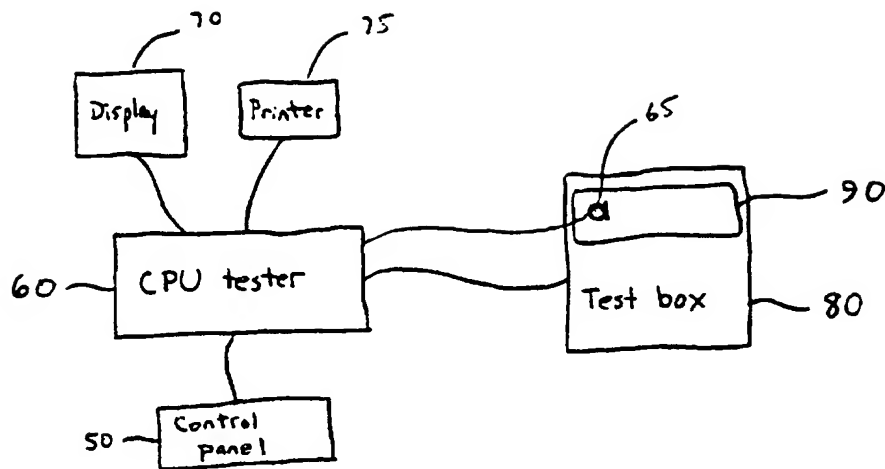 70
75
Display
Printer
65
90
60
CPU tester
Test box
80
50
Control
panel